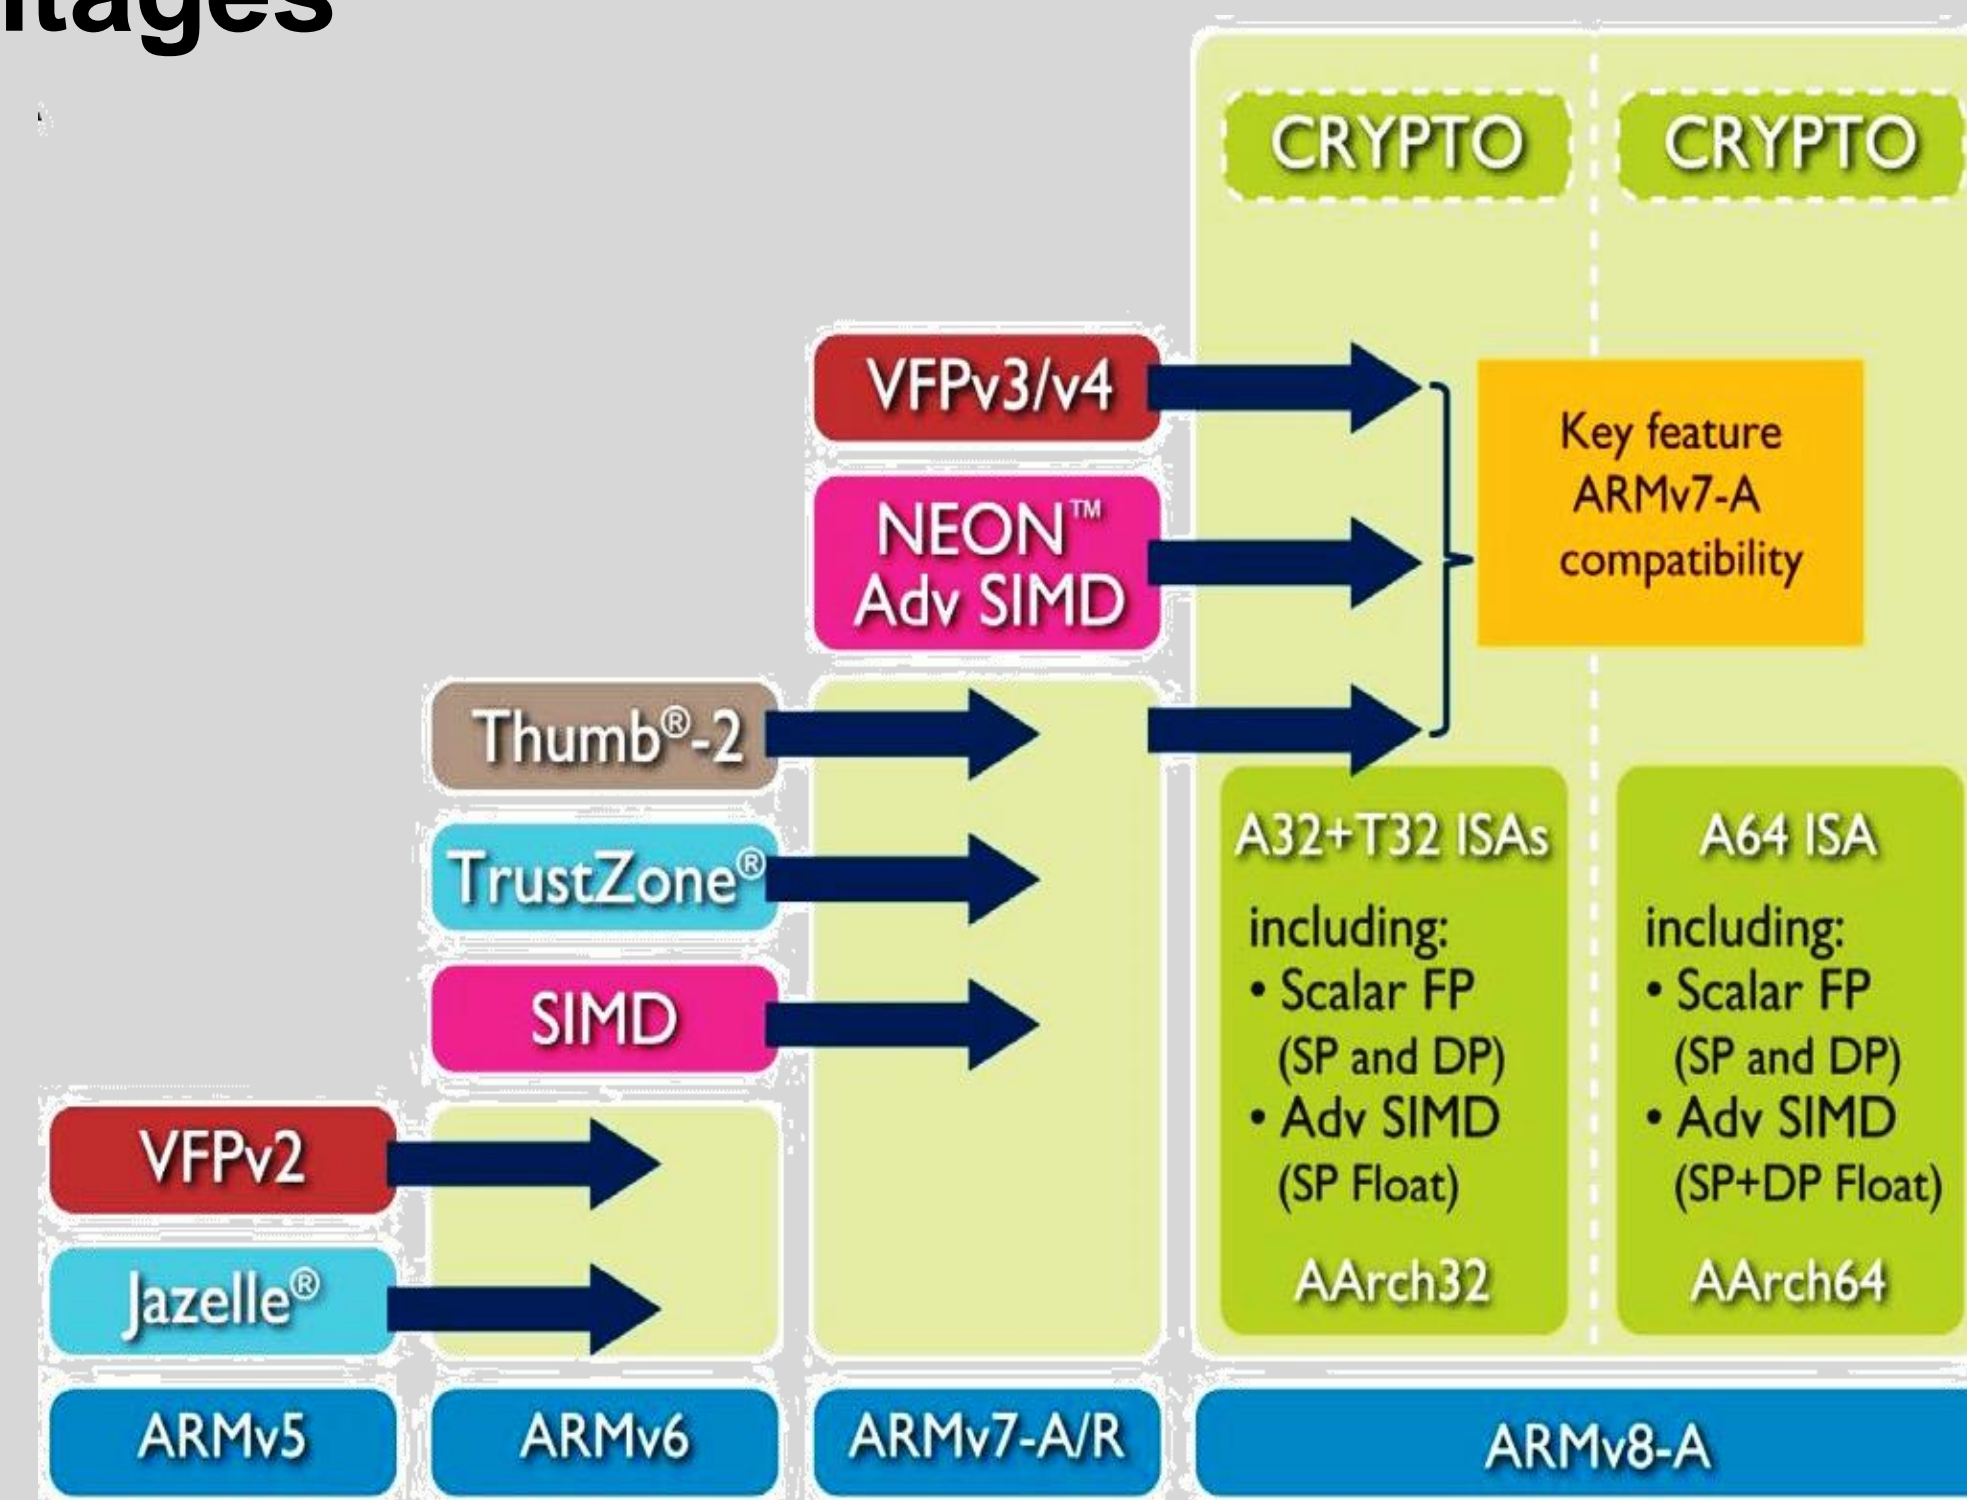 CRYPTO
CRYPTO
VFPv3/v4
Key feature
ARMv7-A
compatibility
NEON™
Adv SIMD
Thumb®-2
TrustZone®
SIMD
A32+T32 ISAs
including:
• Scalar FP
(SP and DP)
• Adv SIMD
(SP Float)
AArch32
A64 ISA
including:
• Scalar FP
(SP and DP)
• Adv SIMD
(SP+DP Float)
AArch64
VFPv2
Jazelle®
ARMv5
ARMv6
ARMv7-A/R
ARMv8-A